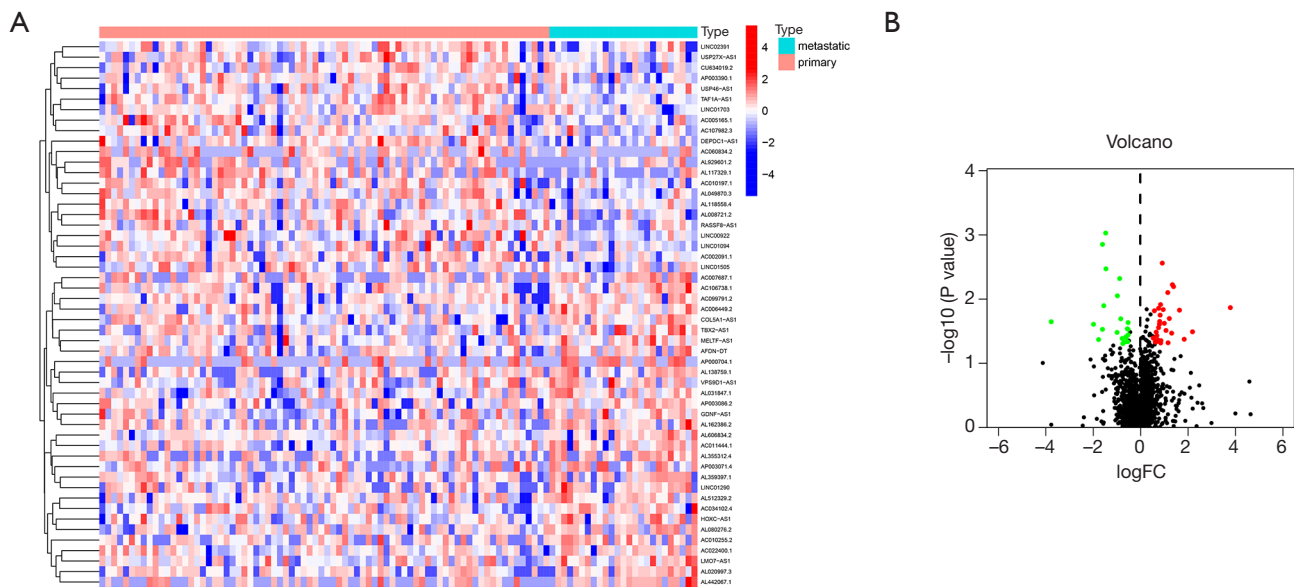 A
Type
LINC02391
USP27X−AS1
CU634019.2
AP003390.1
USP46−AS1
TAF1A−AS1
LINC01703
AC005165.1
AC107982.3
DEPDC1−AS1
AC060834.2
AL929601.2
AL117329.1
AC010197.1
AL049870.3
AL118558.4
AL008721.2
RASSF8−AS1
LINC00922
LINC01094
AC002091.1
LINC01505
AC007687.1
AC106738.1
AC099791.2
AC006449.2
COL5A1−AS1
TBX2−AS1
MELTF−AS1
AFDN−DT
AP000704.1
AL138759.1
VPS9D1−AS1
AL031847.1
AP003086.2
GDNF−AS1
AL162386.2
AL606834.2
AC011444.1
AL355312.4
AP003071.4
AL359397.1
LINC01290
AL512329.2
AC034102.4
HOXC−AS1
AL080276.2
AC010255.2
AC022400.1
LMO7−AS1
AL020997.3
AL442067.1
4
2
0
−2
−4
Type
metastatic
primary
B
Volcano
−log10 (P value)
4
3
2
1
0
−6
−4
−2
0
2
4
6
logFC